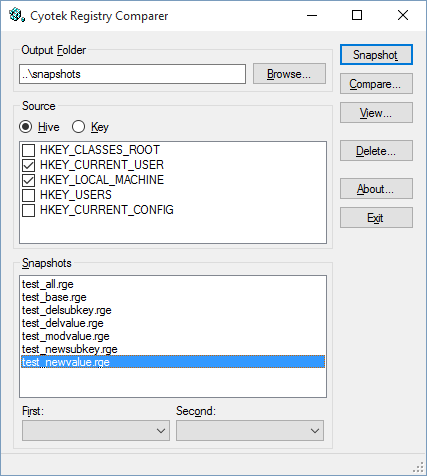 Cyotek Registry Comparer
Output Folder
..\snapshots
Browse...
Snapshot
Compare...
View...
Delete...
About...
Exit
Source
Hive
Key
HKEY_CLASSES_ROOT
HKEY_CURRENT_USER
HKEY_LOCAL_MACHINE
HKEY_USERS
HKEY_CURRENT_CONFIG
Snapshots
test_all.rge
test_base.rge
test_delsubkey.rge
test_delvalue.rge
test_modvalue.rge
test_newsubkey.rge
test_newvalue.rge
First:
Second: